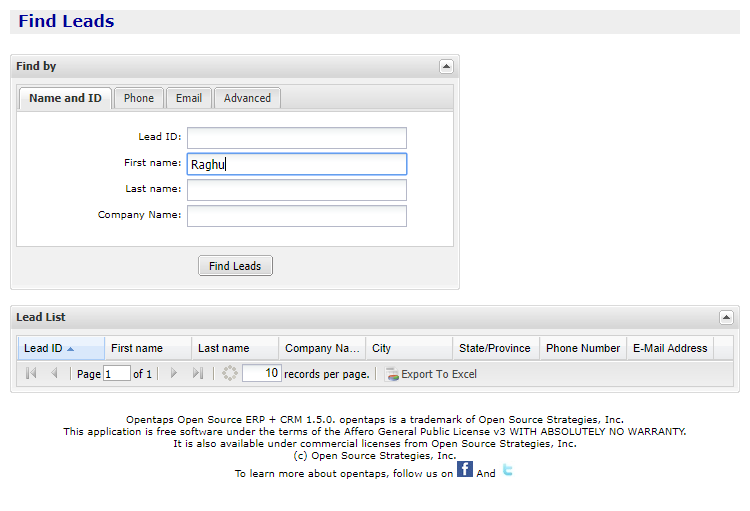 Find Leads
Find by
Name and ID Phone Email Advanced
Lead ID:
First name: Raghu
Last name:
Company Name:
Find Leads
Lead List
Lead ID First name Last name Company Na... City State/Province Phone Number E-Mail Address
Page 1 of 1 10 records per page. Export To Excel
Opentaps Open Source ERP + CRM 1.5.0. opentaps is a trademark of Open Source Strategies, Inc.
This application is free software under the terms of the Affero General Public License v3 WITH ABSOLUTELY NO WARRANTY.
It is also available under commercial licenses from Open Source Strategies, Inc.
(c) Open Source Strategies, Inc.
To learn more about opentaps, follow us on f And t